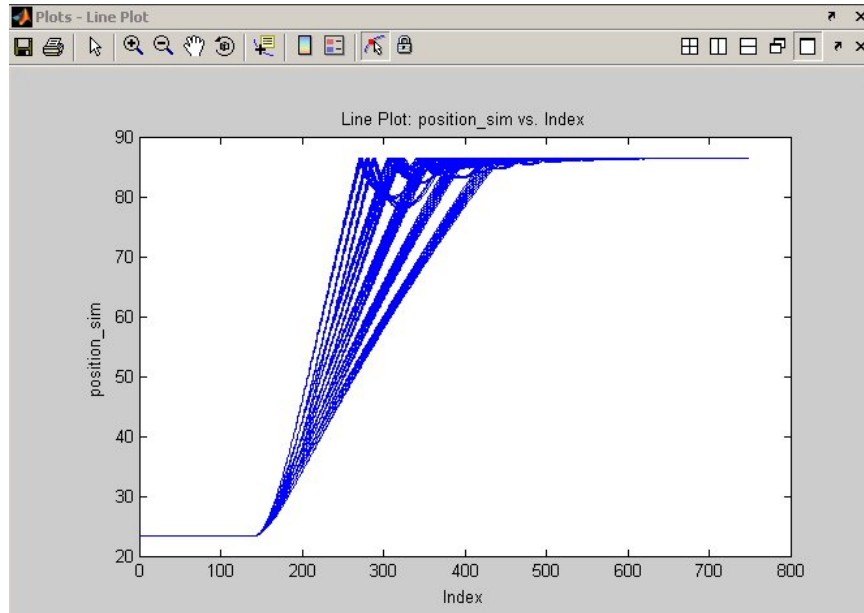 Plots - Line Plot
Line Plot: position_sim vs. Index
90
80
70
60
50
40
30
20
position_sim
0 100 200 300 400 500 600 700 800
Index